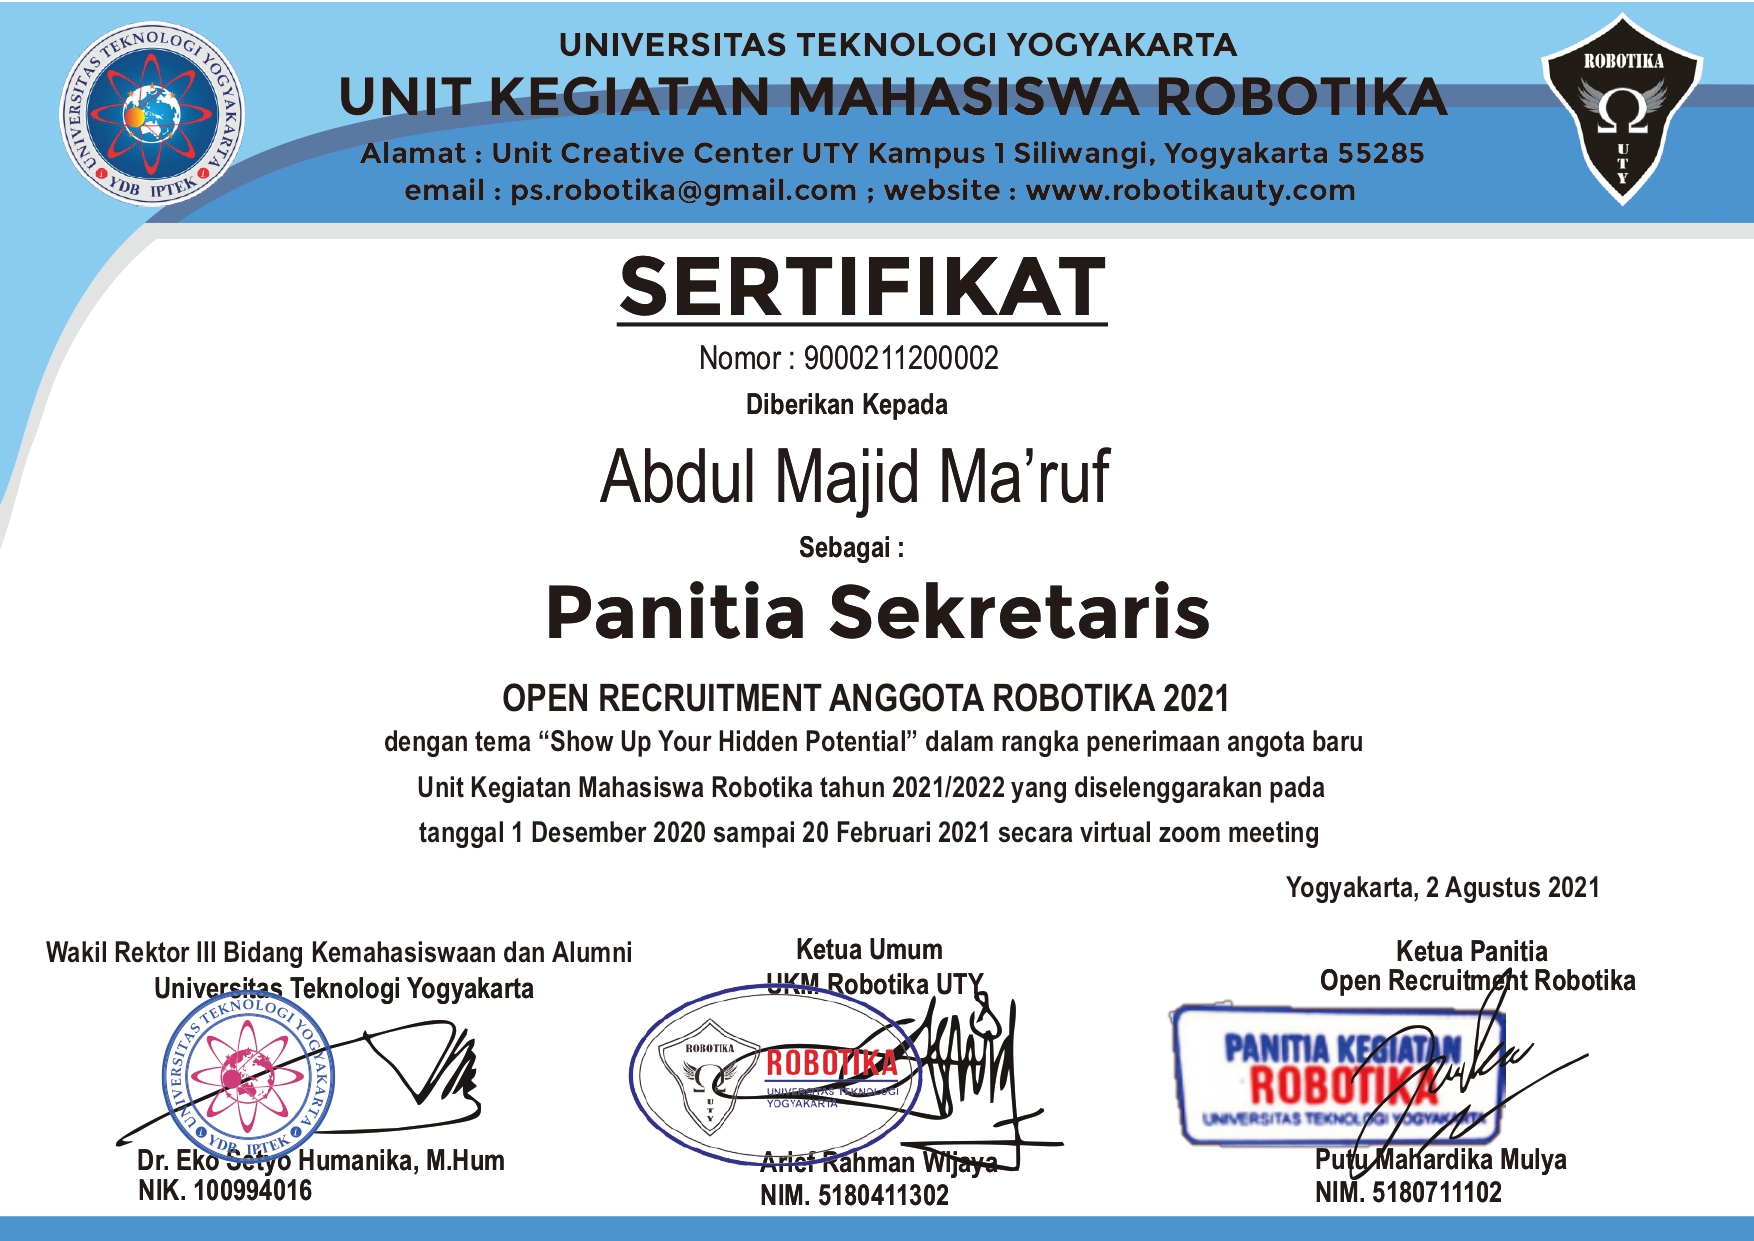 UNIVERSITAS TEKNOLOGI YOGYAKARTA
UNIT KEGIATAN MAHASISWA ROBOTIKA
Alamat : Unit Creative Center UTY Kampus 1 Siliwangi, Yogyakarta 55285
email : ps.robotika@gmail.com ; website : www.robotikauty.com
UNIVERSITAS TEKNOLOGI YOGYAKARTA
YDB IPTEK
ROBOTIKA
Ω
UTY
SERTIFIKAT
Nomor : 9000211200002
Diberikan Kepada
Abdul Majid Ma’ruf
Sebagai :
Panitia Sekretaris
OPEN RECRUITMENT ANGGOTA ROBOTIKA 2021
dengan tema “Show Up Your Hidden Potential” dalam rangka penerimaan angota baru
Unit Kegiatan Mahasiswa Robotika tahun 2021/2022 yang diselenggarakan pada
tanggal 1 Desember 2020 sampai 20 Februari 2021 secara virtual zoom meeting
Yogyakarta, 2 Agustus 2021
Wakil Rektor III Bidang Kemahasiswaan dan Alumni
Universitas Teknologi Yogyakarta
UNIVERSITAS TEKNOLOGI YOGYAKARTA
YDB IPTEK
Dr. Eko Setyo Humanika, M.Hum
NIK. 100994016
Ketua Umum
UKM Robotika UTY
ROBOTIKA
Ω
UTY
ROBOTIKA
UNIVERSITAS TEKNOLOGI
YOGYAKARTA
Arief Rahman Wijaya
NIM. 5180411302
Ketua Panitia
Open Recruitment Robotika
PANITIA KEGIATAN
ROBOTIKA
UNIVERSITAS TEKNOLOGI YOGYAKARTA
Putu Mahardika Mulya
NIM. 5180711102